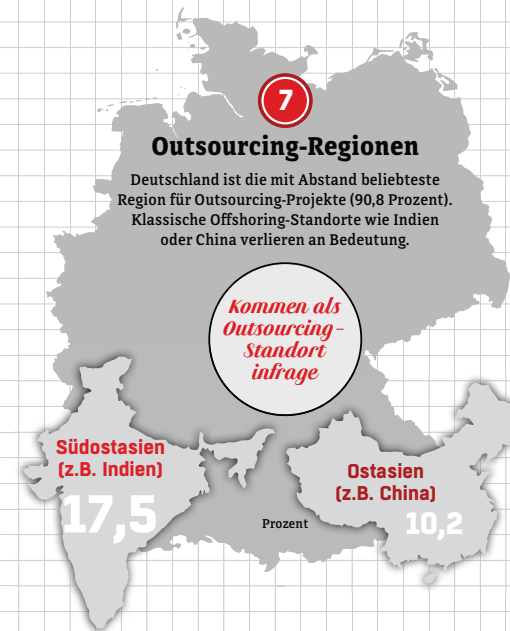 7
Outsourcing-Regionen
Deutschland ist die mit Abstand beliebteste
Region für Outsourcing-Projekte (90,8 Prozent).
Klassische Offshoring-Standorte wie Indien
oder China verlieren an Bedeutung.
Kommen als
Outsourcing-
Standort
infrage
Südostasien
(z.B. Indien)
17,5
Prozent
Ostasien
(z.B. China)
10,2